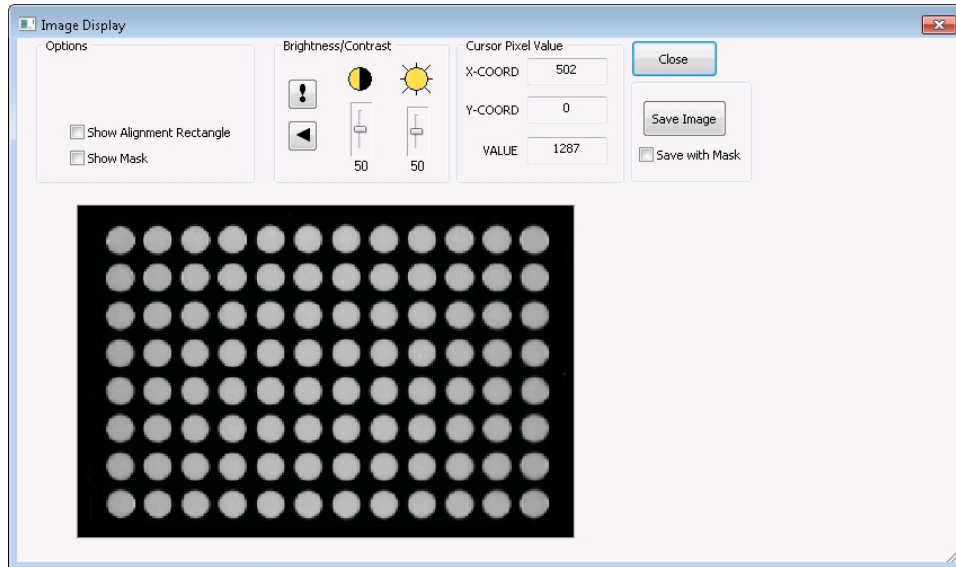 Image Display
Options
Show Alignment Rectangle
Show Mask
Brightness/Contrast
50
50
Cursor Pixel Value
X-COORD 502
Y-COORD 0
VALUE 1287
Close
Save Image
Save with Mask